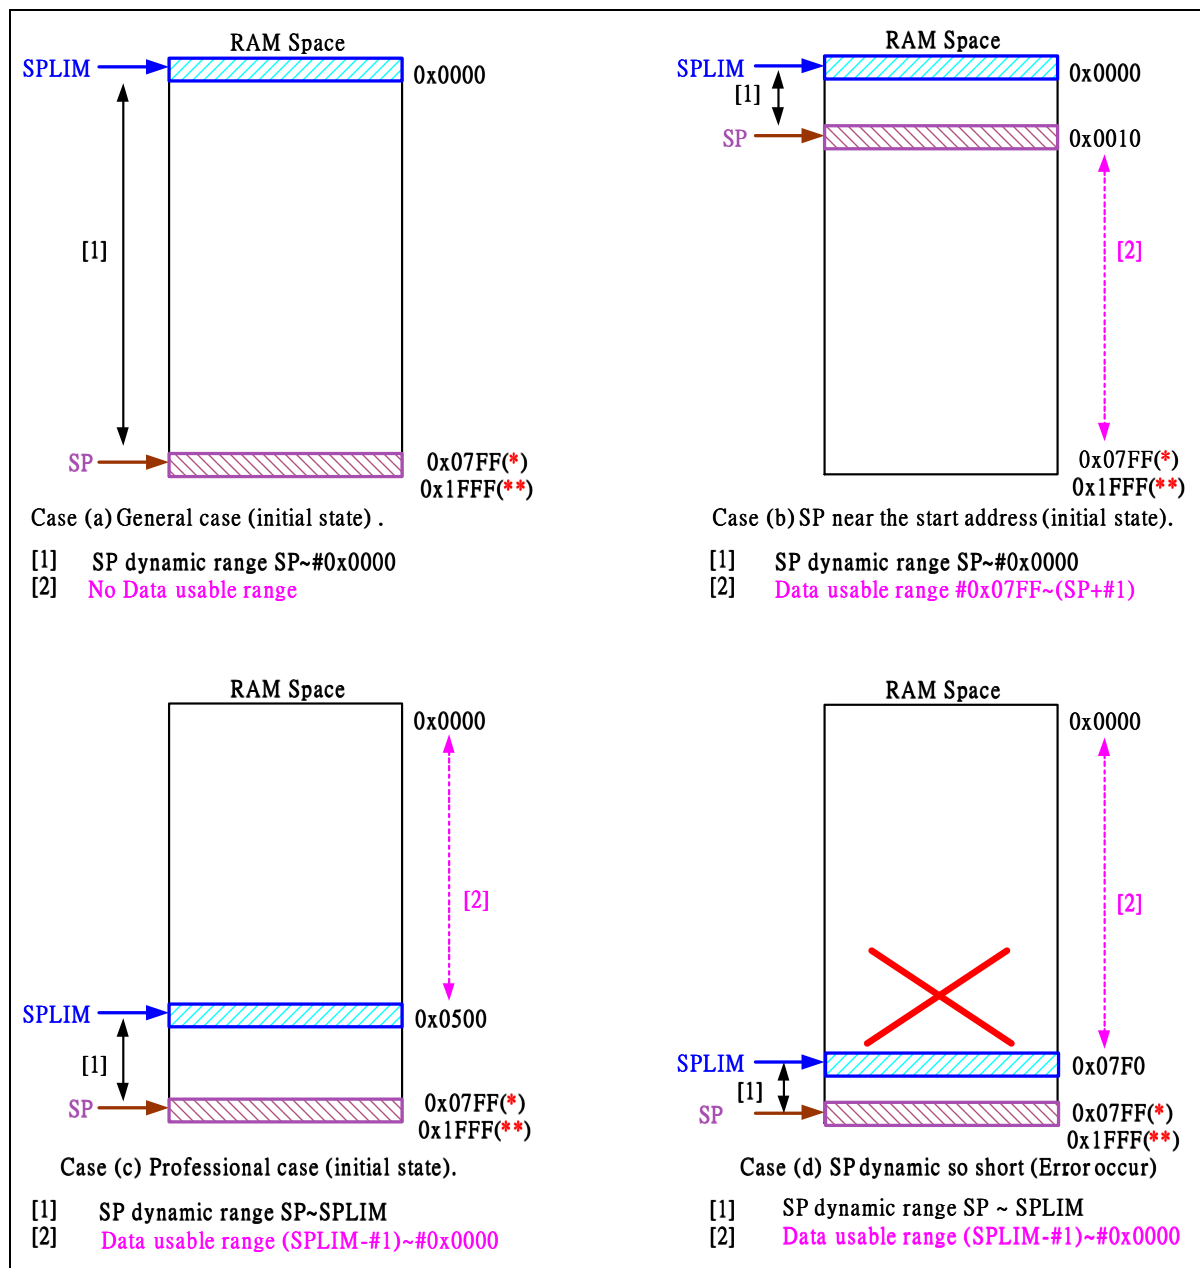 RAM Space
SPLIM
0x0000
[1]
SP
0x07FF(*)
0x1FFF(**)
Case (a) General case (initial state) .
[1] SP dynamic range SP~#0x0000
[2] No Data usable range
RAM Space
SPLIM
0x0000
[1]
SP
0x0010
[2]
0x07FF(*)
0x1FFF(**)
Case (b) SP near the start address (initial state).
[1] SP dynamic range SP~#0x0000
[2] Data usable range #0x07FF~(SP+#1)
RAM Space
0x0000
[2]
SPLIM
0x0500
[1]
SP
0x07FF(*)
0x1FFF(**)
Case (c) Professional case (initial state).
[1] SP dynamic range SP~SPLIM
[2] Data usable range (SPLIM-#1)~#0x0000
RAM Space
0x0000
[2]
SPLIM
0x07F0
[1]
SP
0x07FF(*)
0x1FFF(**)
Case (d) SP dynamic so short (Error occur)
[1] SP dynamic range SP ~ SPLIM
[2] Data usable range (SPLIM-#1)~#0x0000